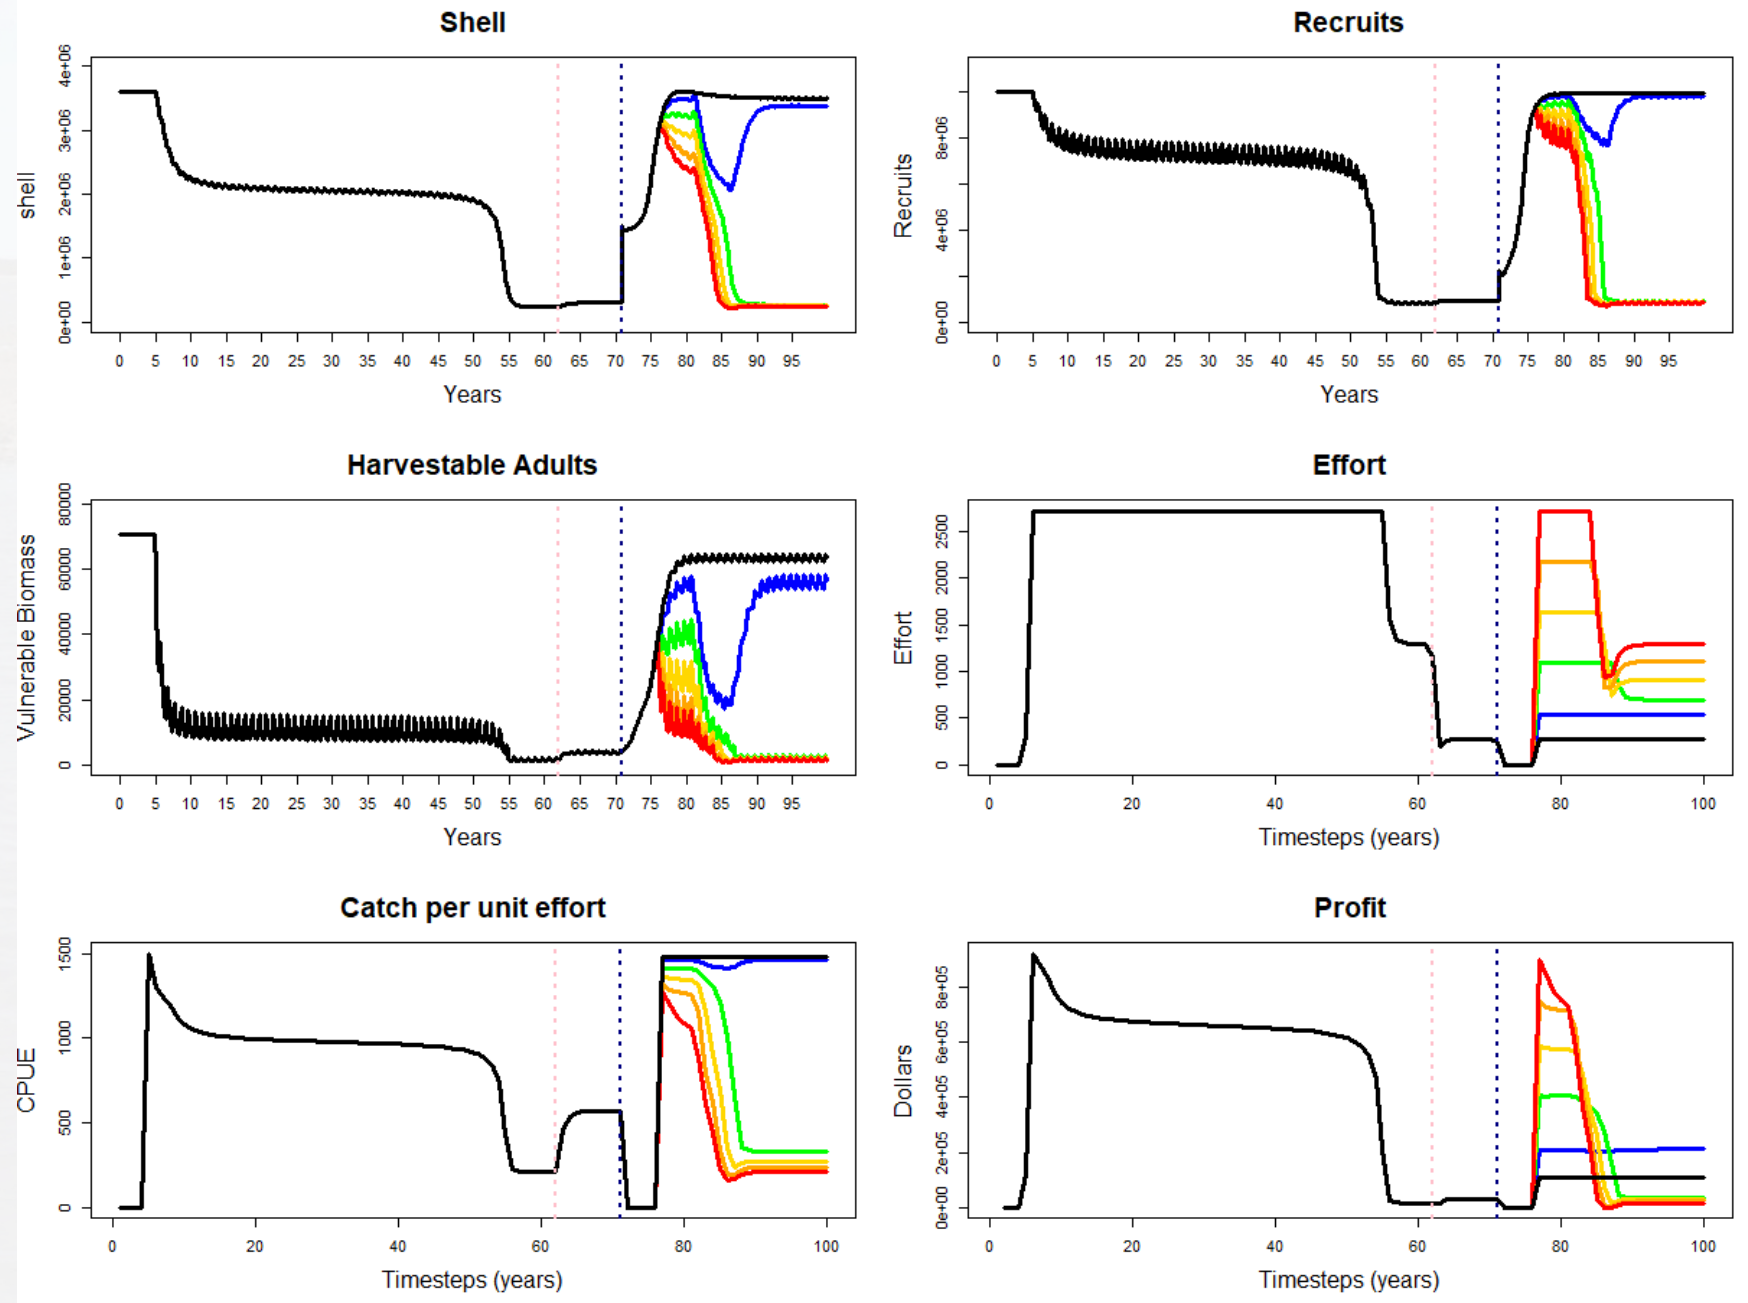 Shell
shell
0e+00 1e+06 2e+06 3e+06 4e+06
0 5 10 15 20 25 30 35 40 45 50 55 60 65 70 75 80 85 90 95
Years
Recruits
Recruits
0e+00 4e+06 8e+06
0 5 10 15 20 25 30 35 40 45 50 55 60 65 70 75 80 85 90 95
Years
Harvestable Adults
Vulnerable Biomass
0 20000 40000 60000 80000
0 5 10 15 20 25 30 35 40 45 50 55 60 65 70 75 80 85 90 95
Years
Effort
Effort
0 500 1000 1500 2000 2500
0 20 40 60 80 100
Timesteps (years)
Catch per unit effort
CPUE
0 500 1000 1500
0 20 40 60 80 100
Timesteps (years)
Profit
Dollars
0e+00 2e+05 4e+05 6e+05 8e+05
0 20 40 60 80 100
Timesteps (years)